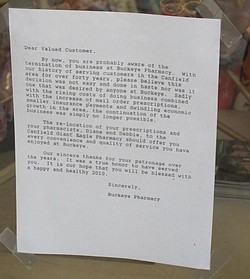 Dear Valued Customer,
By now, you are probably aware of the
termination of business at Buckeye Pharmacy. With
our history of serving customers in the Canfield
area for over forty years, please believe this
decision was not easy and done in haste nor was it
one that was desired by anyone at Buckeye. Sadly
with the rising costs of doing business combined
with the increase of mail order prescriptions,
smaller insurance payments and dwindling economic
growth in the area, the continuation of the
business was simply no longer possible.
The re-location of your prescriptions and
your pharmacists, Diane and Debbie, to the
Canfield Giant Eagle Pharmacy should offer you
every convenience and quality of service you have
enjoyed at Buckeye.
Our sincere thanks for your patronage over
the years. It was a true honor to have served
you. It is our hope that you will be blessed with
a happy and healthy 2010.
Sincerely,
Buckeye Pharmacy